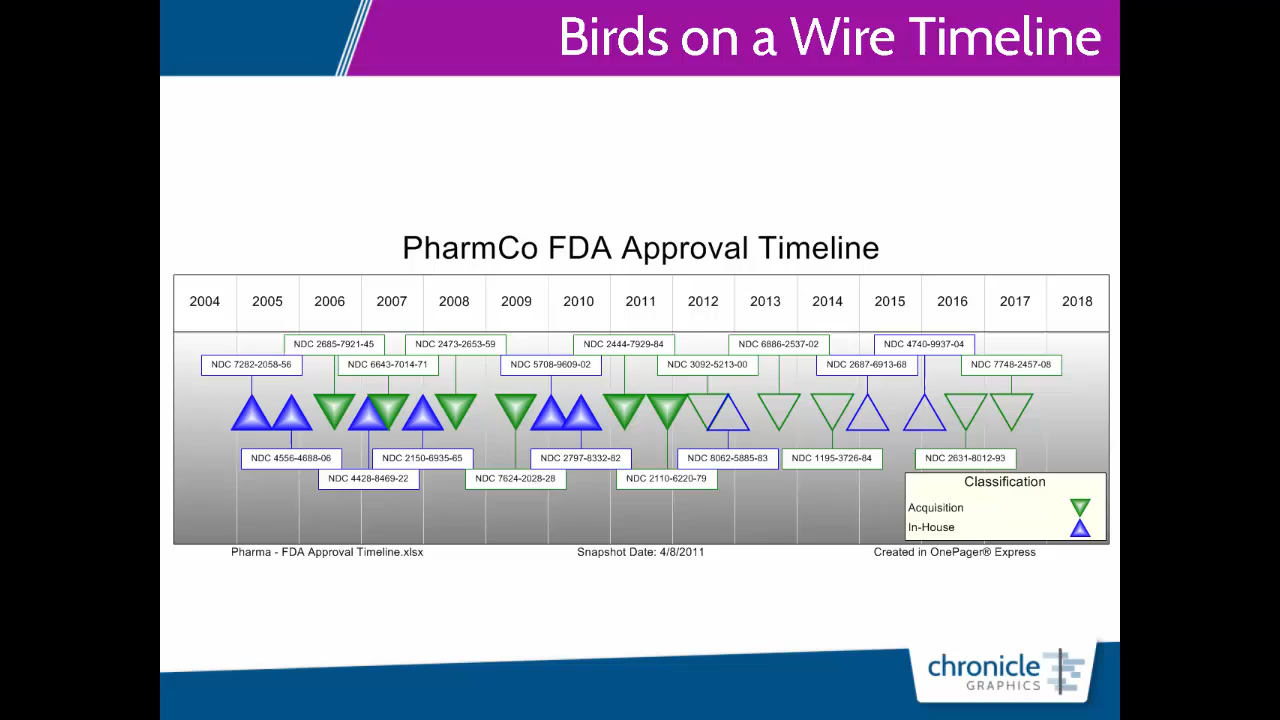 Birds on a Wire Timeline
PharmCo FDA Approval Timeline
2004 2005 2006 2007 2008 2009 2010 2011 2012 2013 2014 2015 2016 2017 2018
NDC 2685-7921-45 NDC 2473-2653-59 NDC 2444-7929-84 NDC 6886-2537-02 NDC 4740-9937-04
NDC 7282-2058-56 NDC 6643-7014-71 NDC 5708-9609-02 NDC 3092-5213-00 NDC 2687-6913-68 NDC 7748-2457-08
NDC 4556-4688-06 NDC 2150-6935-65 NDC 2797-8332-82 NDC 8062-5885-83 NDC 1195-3726-84 NDC 2631-8012-93
NDC 4428-8469-22 NDC 7624-2028-28 NDC 2110-6220-79
Classification
Acquisition
In-House
Pharma - FDA Approval Timeline.xlsx Snapshot Date: 4/8/2011 Created in OnePager® Express
chronicle
GRAPHICS